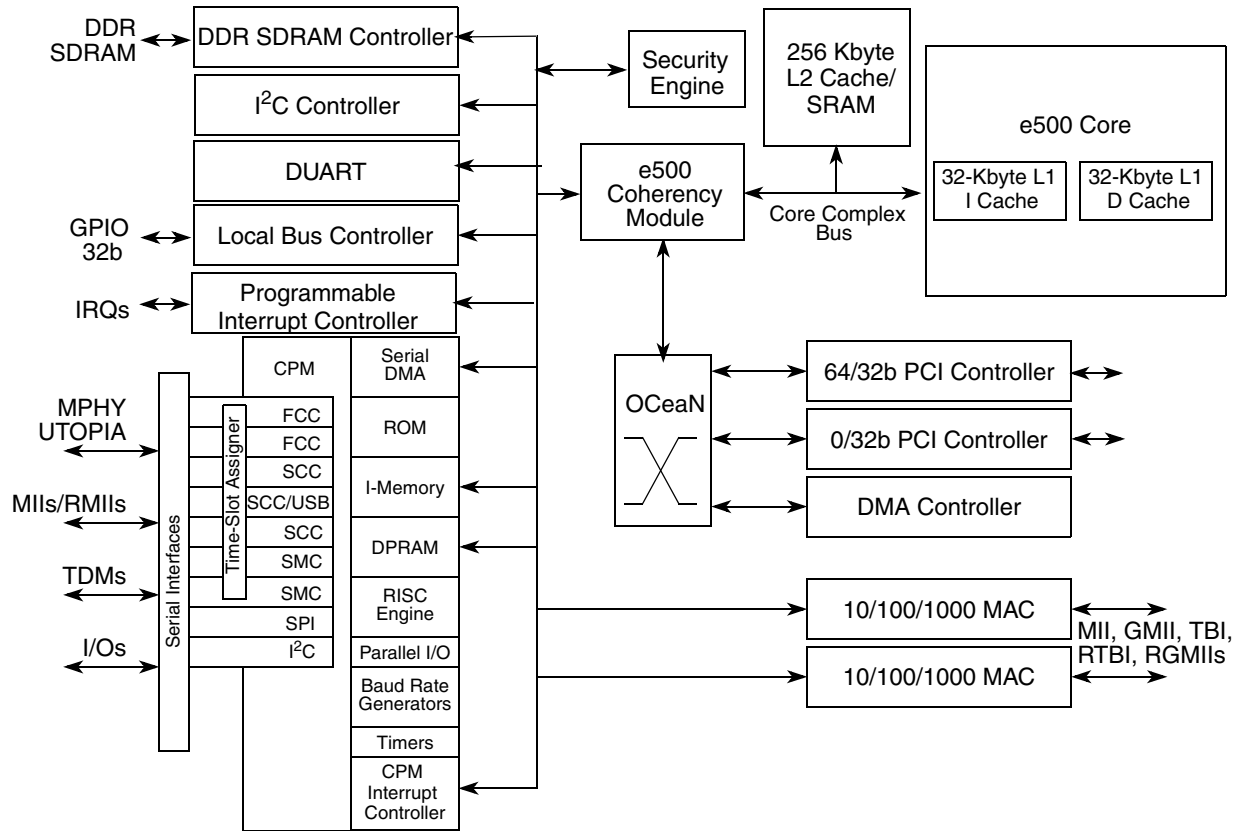 DDR
SDRAM
DDR SDRAM Controller
I²C Controller
DUART
GPIO
32b
Local Bus Controller
IRQs
Programmable
Interrupt Controller
Security
Engine
256 Kbyte
L2 Cache/
SRAM
e500 Core
32-Kbyte L1
I Cache
32-Kbyte L1
D Cache
e500
Coherency
Module
Core Complex
Bus
MPHY
UTOPIA
MIIs/RMIIs
TDMs
I/Os
Serial Interfaces
Time-Slot Assigner
CPM
FCC
FCC
SCC
SCC/USB
SCC
SMC
SMC
SPI
I²C
Serial
DMA
ROM
I-Memory
DPRAM
RISC
Engine
Parallel I/O
Baud Rate
Generators
Timers
CPM
Interrupt
Controller
OCeaN
64/32b PCI Controller
0/32b PCI Controller
DMA Controller
10/100/1000 MAC
10/100/1000 MAC
MII, GMII, TBI,
RTBI, RGMIIs